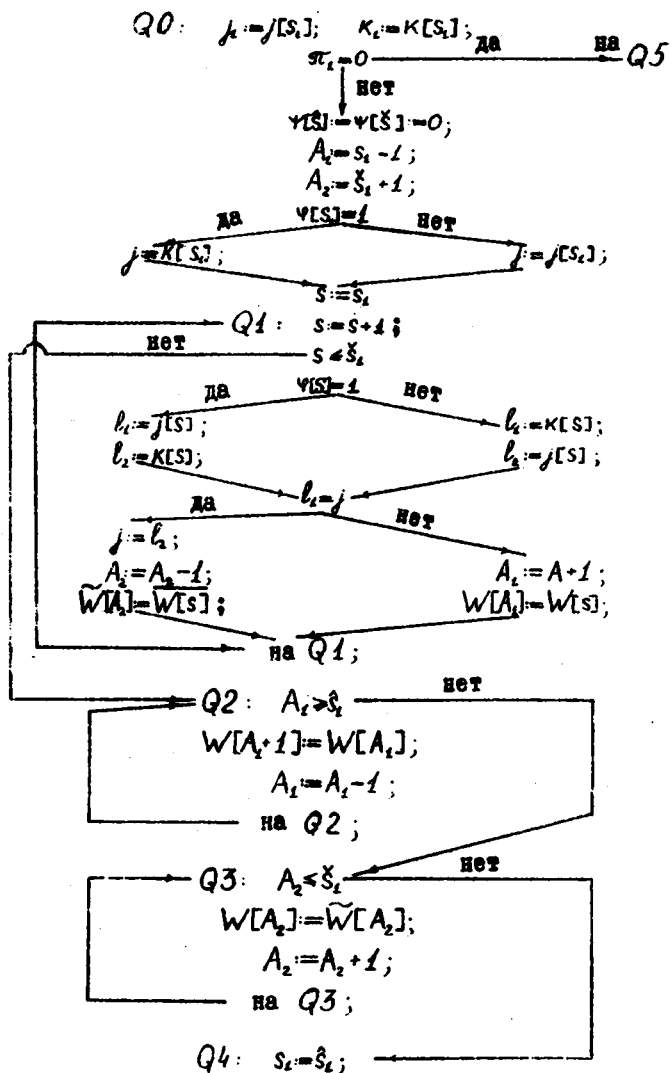 Q0: j₁:=j[S₁]; K₁:=K[S₁];
π₁=0 да на Q5
нет
Ψ[Ŝ]:=Ψ[Š]:=0;
A₁:=S₁-1;
A₂:=Š₁+1;
да Ψ[S]=1 нет
j:=K[S₁]; j:=j[S₁];
S:=S₁
Q1: S:=S+1;
нет S≤Š₁
да Ψ[S]=1 нет
l₁:=j[S]; l₁:=K[S];
l₂:=K[S]; l₂:=j[S];
да l₁=j нет
j:=l₂;
A₂:=A₂-1; A₁:=A+1;
W̃[A₂]:=W̅[̅S̅]̅; W[A₁]:=W[S];
на Q1;
Q2: A₁≥Ŝ₁ нет
W[A₁+1]:=W[A₁];
A₁:=A₁-1;
на Q2;
Q3: A₂≤Š₁ нет
W[A₂]:=W̃[A₂];
A₂:=A₂+1;
на Q3;
Q4: S₁:=Ŝ₁;